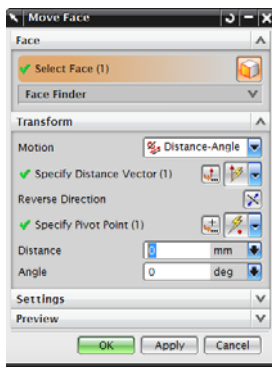 Move Face
Face
Select Face (1)
Face Finder
Transform
Motion Distance-Angle
Specify Distance Vector (1)
Reverse Direction
Specify Pivot Point (1)
Distance 0 mm
Angle 0 deg
Settings
Preview
OK Apply Cancel